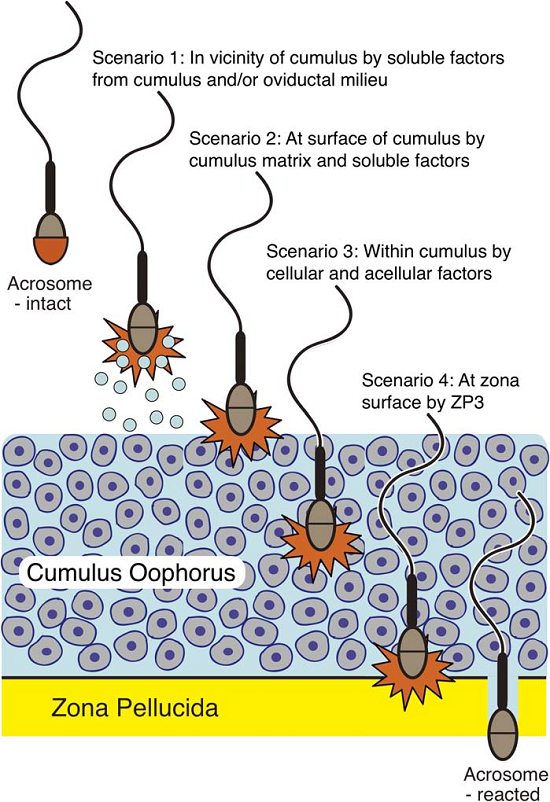 Scenario 1: In vicinity of cumulus by soluble factors
from cumulus and/or oviductal milieu
Scenario 2: At surface of cumulus by
cumulus matrix and soluble factors
Scenario 3: Within cumulus by
cellular and acellular factors
Acrosome
- intact
Scenario 4: At zona
surface by ZP3
Cumulus Oophorus
Zona Pellucida
Acrosome
- reacted